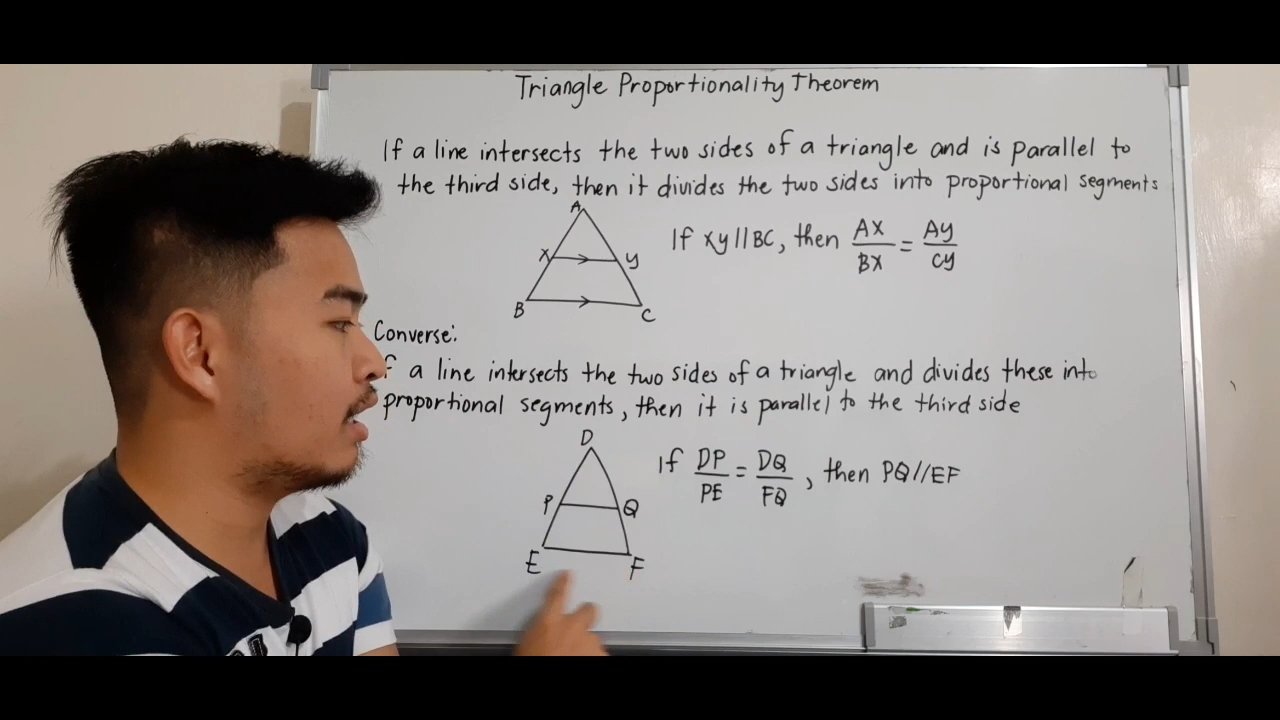 Triangle Proportionality Theorem
If a line intersects the two sides of a triangle and is parallel to
the third side, then it divides the two sides into proportional segments
A
X Y
B C
If XY//BC, then AX/BX = AY/CY
Converse:
f a line intersects the two sides of a triangle and divides these into
proportional segments, then it is parallel to the third side
D
P Q
E F
If DP/PE = DQ/FQ, then PQ//EF